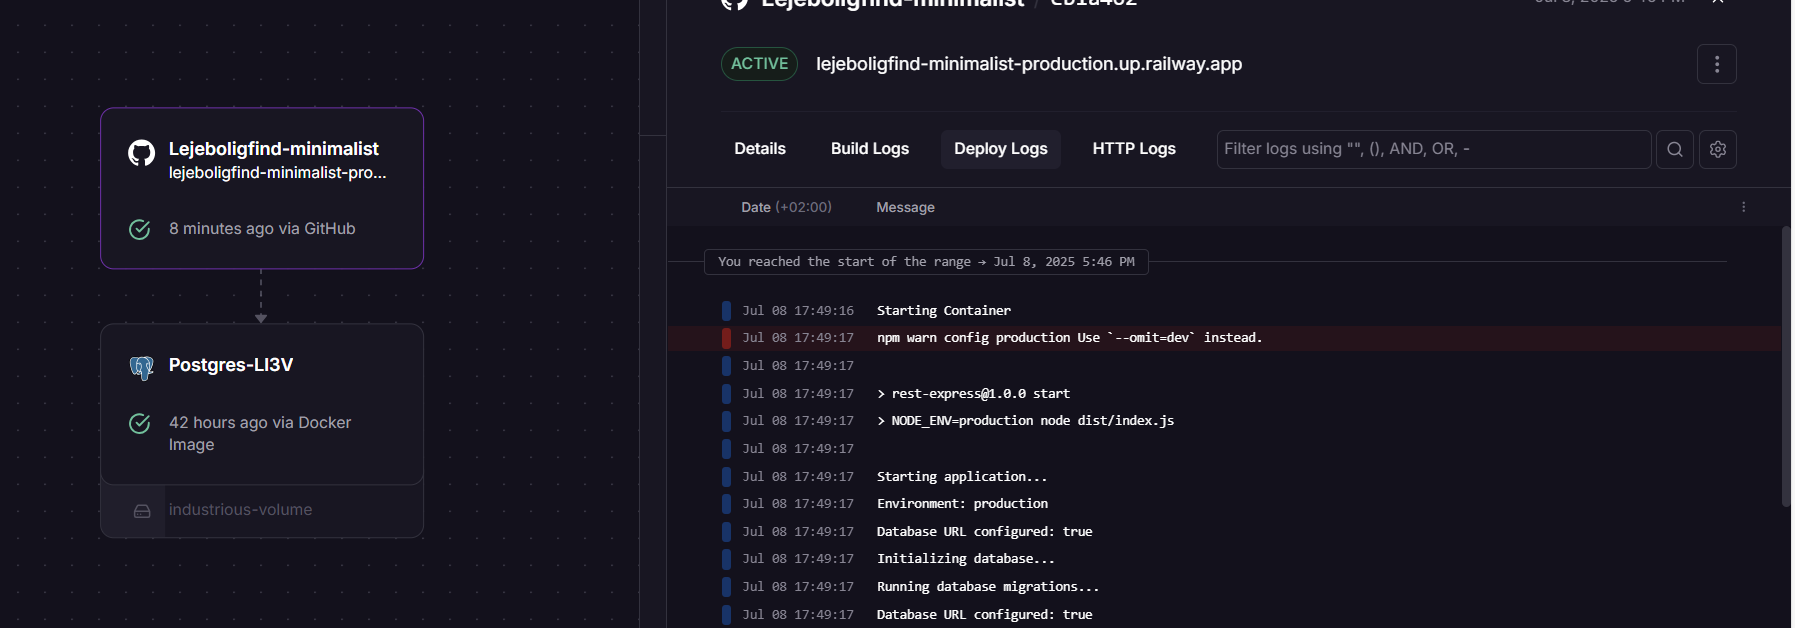 Lejeboligfind-minimalist /
ACTIVE
lejeboligfind-minimalist-production.up.railway.app
Lejeboligfind-minimalist
lejeboligfind-minimalist-pro...
8 minutes ago via GitHub
Postgres-LI3V
42 hours ago via Docker
Image
industrious-volume
Details
Build Logs
Deploy Logs
HTTP Logs
Filter logs using "", (), AND, OR, -
Date (+02:00)
Message
You reached the start of the range → Jul 8, 2025 5:46 PM
Jul 08 17:49:16 Starting Container
Jul 08 17:49:17 npm warn config production Use `--omit=dev` instead.
Jul 08 17:49:17
Jul 08 17:49:17 > rest-express@1.0.0 start
Jul 08 17:49:17 > NODE_ENV=production node dist/index.js
Jul 08 17:49:17
Jul 08 17:49:17 Starting application...
Jul 08 17:49:17 Environment: production
Jul 08 17:49:17 Database URL configured: true
Jul 08 17:49:17 Initializing database...
Jul 08 17:49:17 Running database migrations...
Jul 08 17:49:17 Database URL configured: true